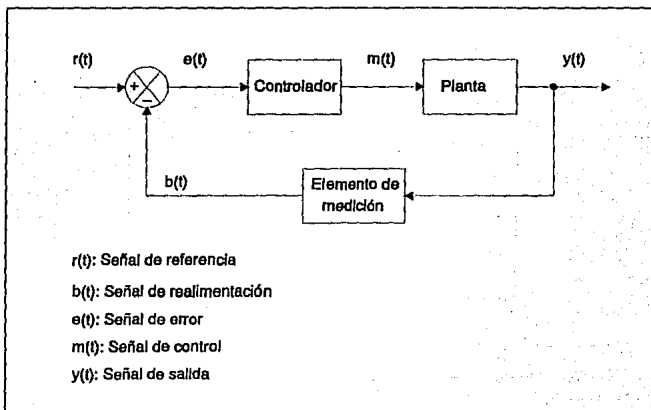 r(t)
e(t)
m(t)
y(t)
+
−
Controlador
Planta
b(t)
Elemento de
medición
r(t): Señal de referencia
b(t): Señal de realimentación
e(t): Señal de error
m(t): Señal de control
y(t): Señal de salida